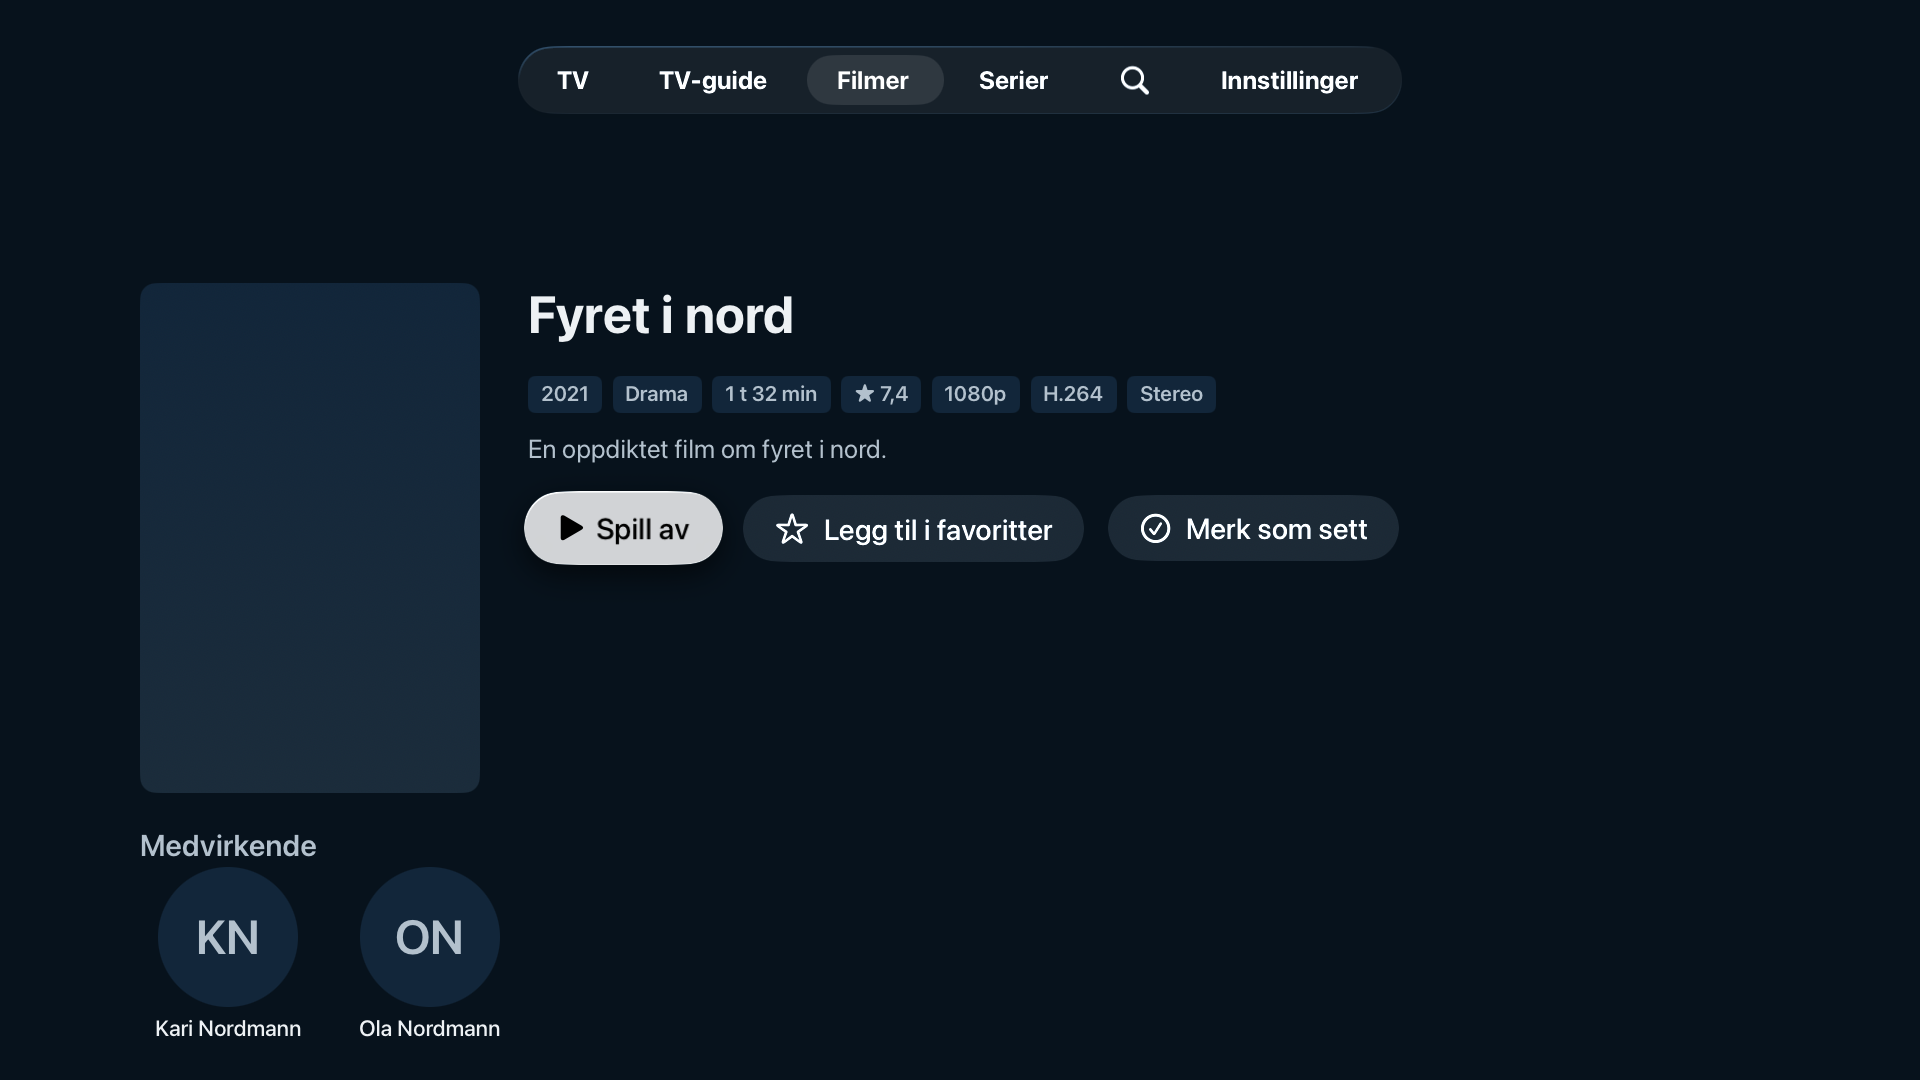 TV TV-guide Filmer Serier Innstillinger
Fyret i nord
2021 Drama 1 t 32 min ★ 7,4 1080p H.264 Stereo
En oppdiktet film om fyret i nord.
Spill av Legg til i favoritter Merk som sett
Medvirkende
KN ON
Kari Nordmann Ola Nordmann